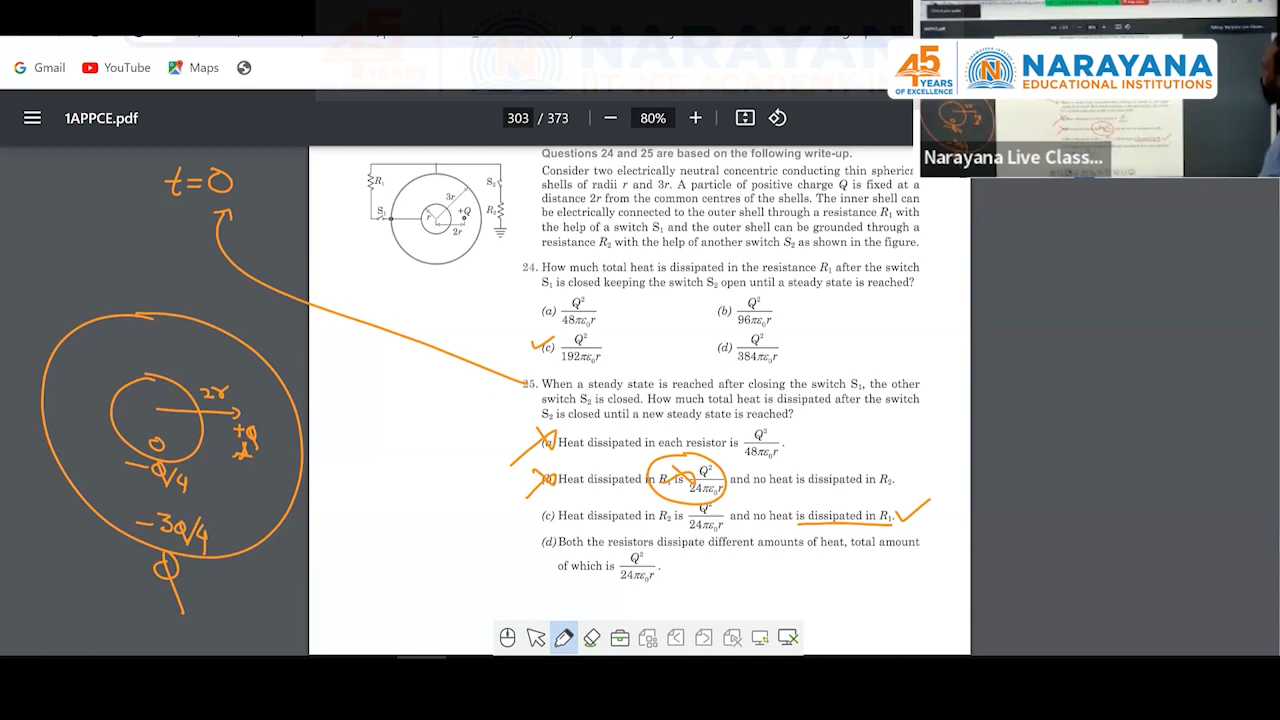 Gmail
YouTube
Maps
45
YEARS
OF EXCELLENCE
NARAYANA
EDUCATIONAL INSTITUTIONS
1APPCE.pdf
303 / 373
80%
Narayana Live Class...
t=0
Questions 24 and 25 are based on the following write-up.
Consider two electrically neutral concentric conducting thin spherical
shells of radii r and 3r. A particle of positive charge Q is fixed at a
distance 2r from the common centres of the shells. The inner shell can
be electrically connected to the outer shell through a resistance R₁ with
the help of a switch S₁ and the outer shell can be grounded through a
resistance R₂ with the help of another switch S₂ as shown in the figure.
R₁
S₁
3r
r
+Q
2r
S₂
R₂
24. How much total heat is dissipated in the resistance R₁ after the switch
S₁ is closed keeping the switch S₂ open until a steady state is reached?
(a) Q²/48πε₀r
(b) Q²/96πε₀r
(c) Q²/192πε₀r
(d) Q²/384πε₀r
25. When a steady state is reached after closing the switch S₁, the other
switch S₂ is closed. How much total heat is dissipated after the switch
S₂ is closed until a new steady state is reached?
(a) Heat dissipated in each resistor is Q²/48πε₀r.
(b) Heat dissipated in R₁ is Q²/24πε₀r and no heat is dissipated in R₂.
(c) Heat dissipated in R₂ is Q²/24πε₀r and no heat is dissipated in R₁.
(d) Both the resistors dissipate different amounts of heat, total amount
of which is Q²/24πε₀r.
2r
+Q
-Q/4
-3Q/4